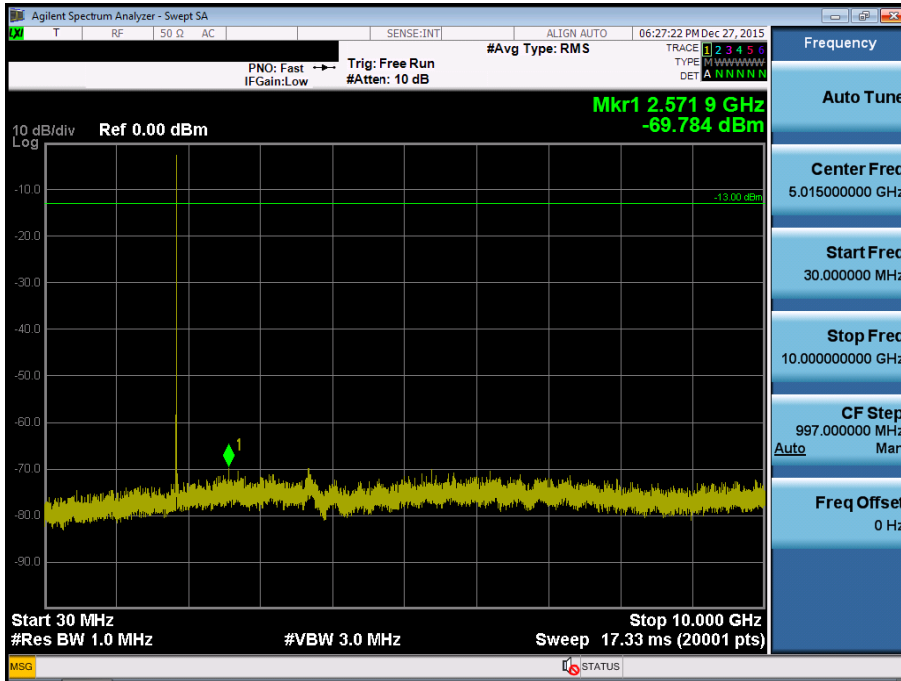 Agilent Spectrum Analyzer - Swept SA
LXI T RF 50 Ω AC SENSE:INT ALIGN AUTO 06:27:22 PM Dec 27, 2015
#Avg Type: RMS TRACE 1 2 3 4 5 6
PNO: Fast Trig: Free Run TYPE M WWWWW
IFGain:Low #Atten: 10 dB DET A N N N N N
Mkr1 2.571 9 GHz
-69.784 dBm
10 dB/div Ref 0.00 dBm
Log
-10.0
-13.00 dBm
-20.0
-30.0
-40.0
-50.0
-60.0
1
-70.0
-80.0
-90.0
Start 30 MHz Stop 10.000 GHz
#Res BW 1.0 MHz #VBW 3.0 MHz Sweep 17.33 ms (20001 pts)
MSG STATUS
Frequency
Auto Tune
Center Freq
5.015000000 GHz
Start Freq
30.000000 MHz
Stop Freq
10.000000000 GHz
CF Step
997.000000 MHz
Auto Man
Freq Offset
0 Hz